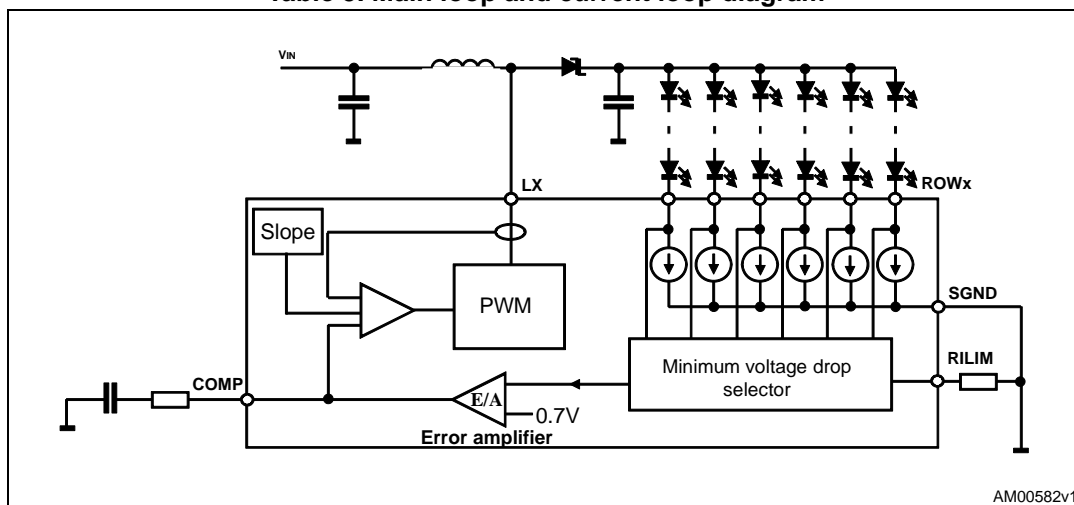 Table 3. Main loop and current loop diagram
VIN
LX
ROWx
Slope
PWM
SGND
Minimum voltage drop
selector
RILIM
COMP
E/A
0.7V
Error amplifier
AM00582v1